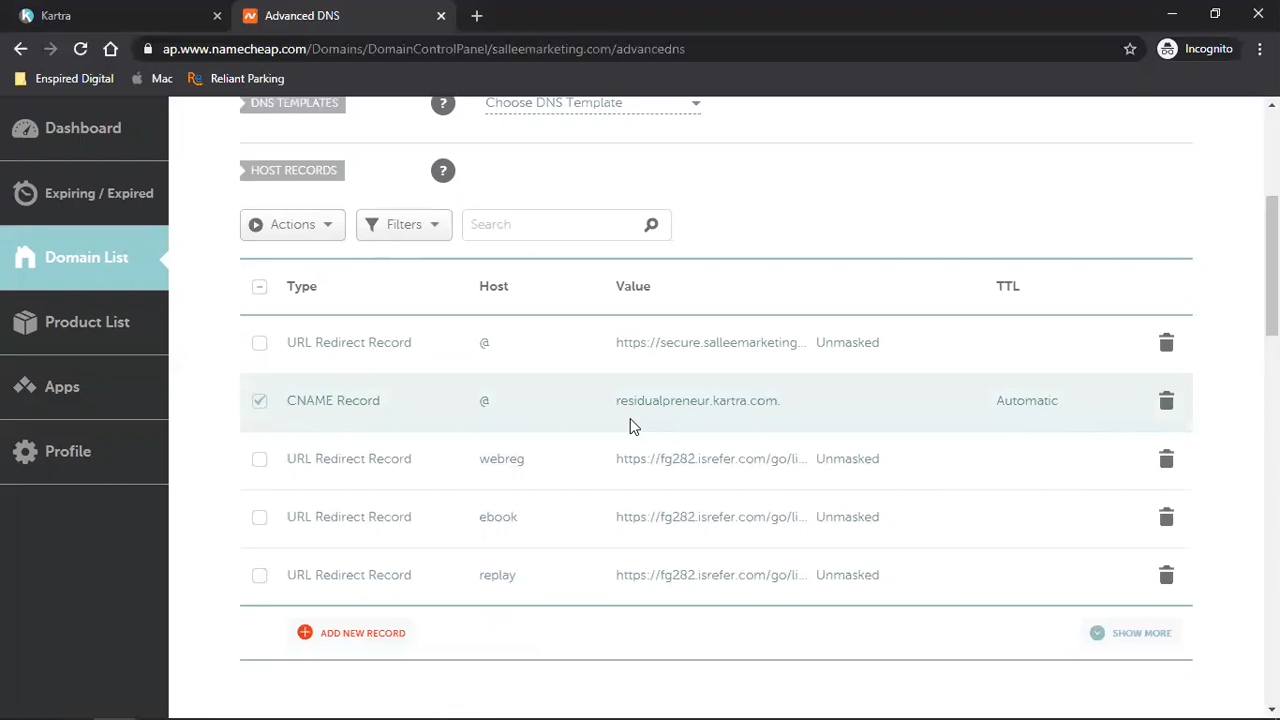 Kartra
Advanced DNS
ap.www.namecheap.com/Domains/DomainControlPanel/salleemarketing.com/advancedns
Incognito
Enspired Digital
Mac
Reliant Parking
Dashboard
Expiring / Expired
Domain List
Product List
Apps
Profile
DNS TEMPLATES ? Choose DNS Template
HOST RECORDS ?
Actions Filters Search
Type Host Value TTL
URL Redirect Record @ https://secure.salleemarketing... Unmasked
CNAME Record @ residualpreneur.kartra.com. Automatic
URL Redirect Record webreg https://fg282.isrefer.com/go/li... Unmasked
URL Redirect Record ebook https://fg282.isrefer.com/go/li... Unmasked
URL Redirect Record replay https://fg282.isrefer.com/go/li... Unmasked
ADD NEW RECORD SHOW MORE